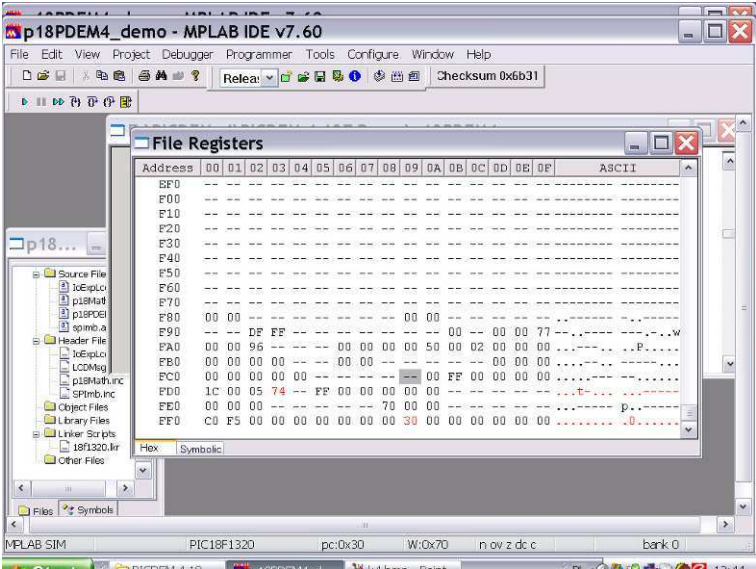 p18PDEM4_demo - MPLAB IDE v7.60
File Edit View Project Debugger Programmer Tools Configure Window Help
Checksum 0x6b31
File Registers
Address 00 01 02 03 04 05 06 07 08 09 0A 0B 0C 0D 0E 0F ASCII
EF0 -- -- -- -- -- -- -- -- -- -- -- -- -- -- -- -- ----------------
F00 -- -- -- -- -- -- -- -- -- -- -- -- -- -- -- -- ----------------
F10 -- -- -- -- -- -- -- -- -- -- -- -- -- -- -- -- ----------------
F20 -- -- -- -- -- -- -- -- -- -- -- -- -- -- -- -- ----------------
F30 -- -- -- -- -- -- -- -- -- -- -- -- -- -- -- -- ----------------
F40 -- -- -- -- -- -- -- -- -- -- -- -- -- -- -- -- ----------------
F50 -- -- -- -- -- -- -- -- -- -- -- -- -- -- -- -- ----------------
F60 -- -- -- -- -- -- -- -- -- -- -- -- -- -- -- -- ----------------
F70 -- -- -- -- -- -- -- -- -- -- -- -- -- -- -- -- ----------------
F80 00 00 -- -- -- -- -- -- -- 00 00 -- -- -- -- -- ..-------..-----
F90 -- -- DF FF -- -- -- -- -- -- -- 00 -- 00 00 77 --..-------.-..w
FA0 00 00 96 -- -- -- 00 00 00 00 50 00 02 00 00 00 ...---....P.....
FB0 00 00 00 00 -- -- 00 00 -- -- -- -- -- 00 00 00 ....--..-----...
FC0 00 00 00 00 00 -- -- -- -- -- 00 FF 00 00 00 00 .....-----......
FD0 1C 00 05 74 -- FF 00 00 00 00 00 -- -- -- -- -- ...t-......-----
FE0 00 00 00 -- -- -- -- -- 70 00 00 -- -- -- -- -- ...-----p..-----
FF0 C0 F5 00 00 00 00 00 00 00 30 00 00 00 00 00 00 .........0......
Hex Symbolic
p18...
Source File
p18Math
spimb.a
Header File
LCDMsg
p18Math.inc
SPImb.inc
Object Files
Library Files
Linker Scripts
18f1320.lkr
Other Files
Files Symbols
MPLAB SIM PIC18F1320 pc:0x30 W:0x70 n ov z dc c bank 0